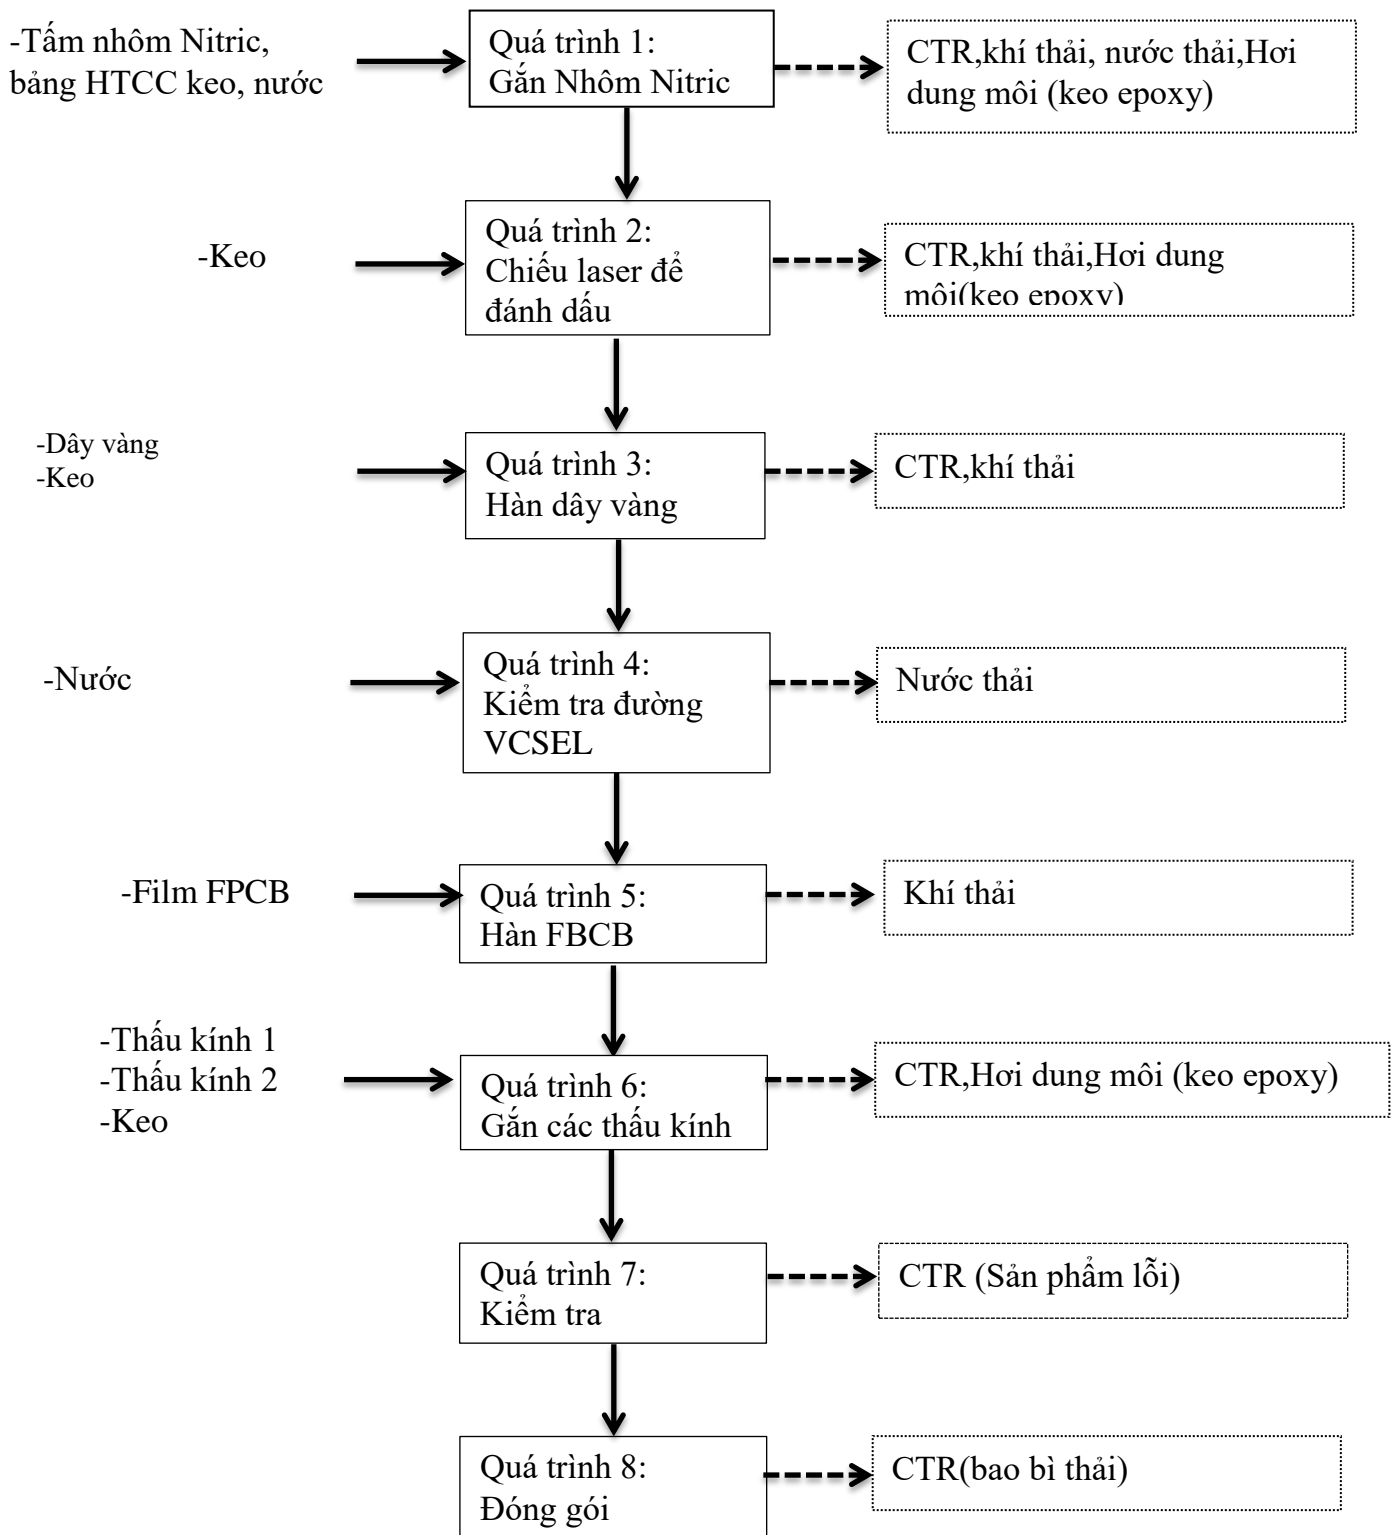 -Tấm nhôm Nitric,
bảng HTCC keo, nước
Quá trình 1:
Gắn Nhôm Nitric
CTR,khí thải, nước thải,Hơi
dung môi (keo epoxy)
-Keo
Quá trình 2:
Chiếu laser để
đánh dấu
CTR,khí thải,Hơi dung
môi(keo epoxy)
-Dây vàng
-Keo
Quá trình 3:
Hàn dây vàng
CTR,khí thải
-Nước
Quá trình 4:
Kiểm tra đường
VCSEL
Nước thải
-Film FPCB
Quá trình 5:
Hàn FBCB
Khí thải
-Thấu kính 1
-Thấu kính 2
-Keo
Quá trình 6:
Gắn các thấu kính
CTR,Hơi dung môi (keo epoxy)
Quá trình 7:
Kiểm tra
CTR (Sản phẩm lỗi)
Quá trình 8:
Đóng gói
CTR(bao bì thải)